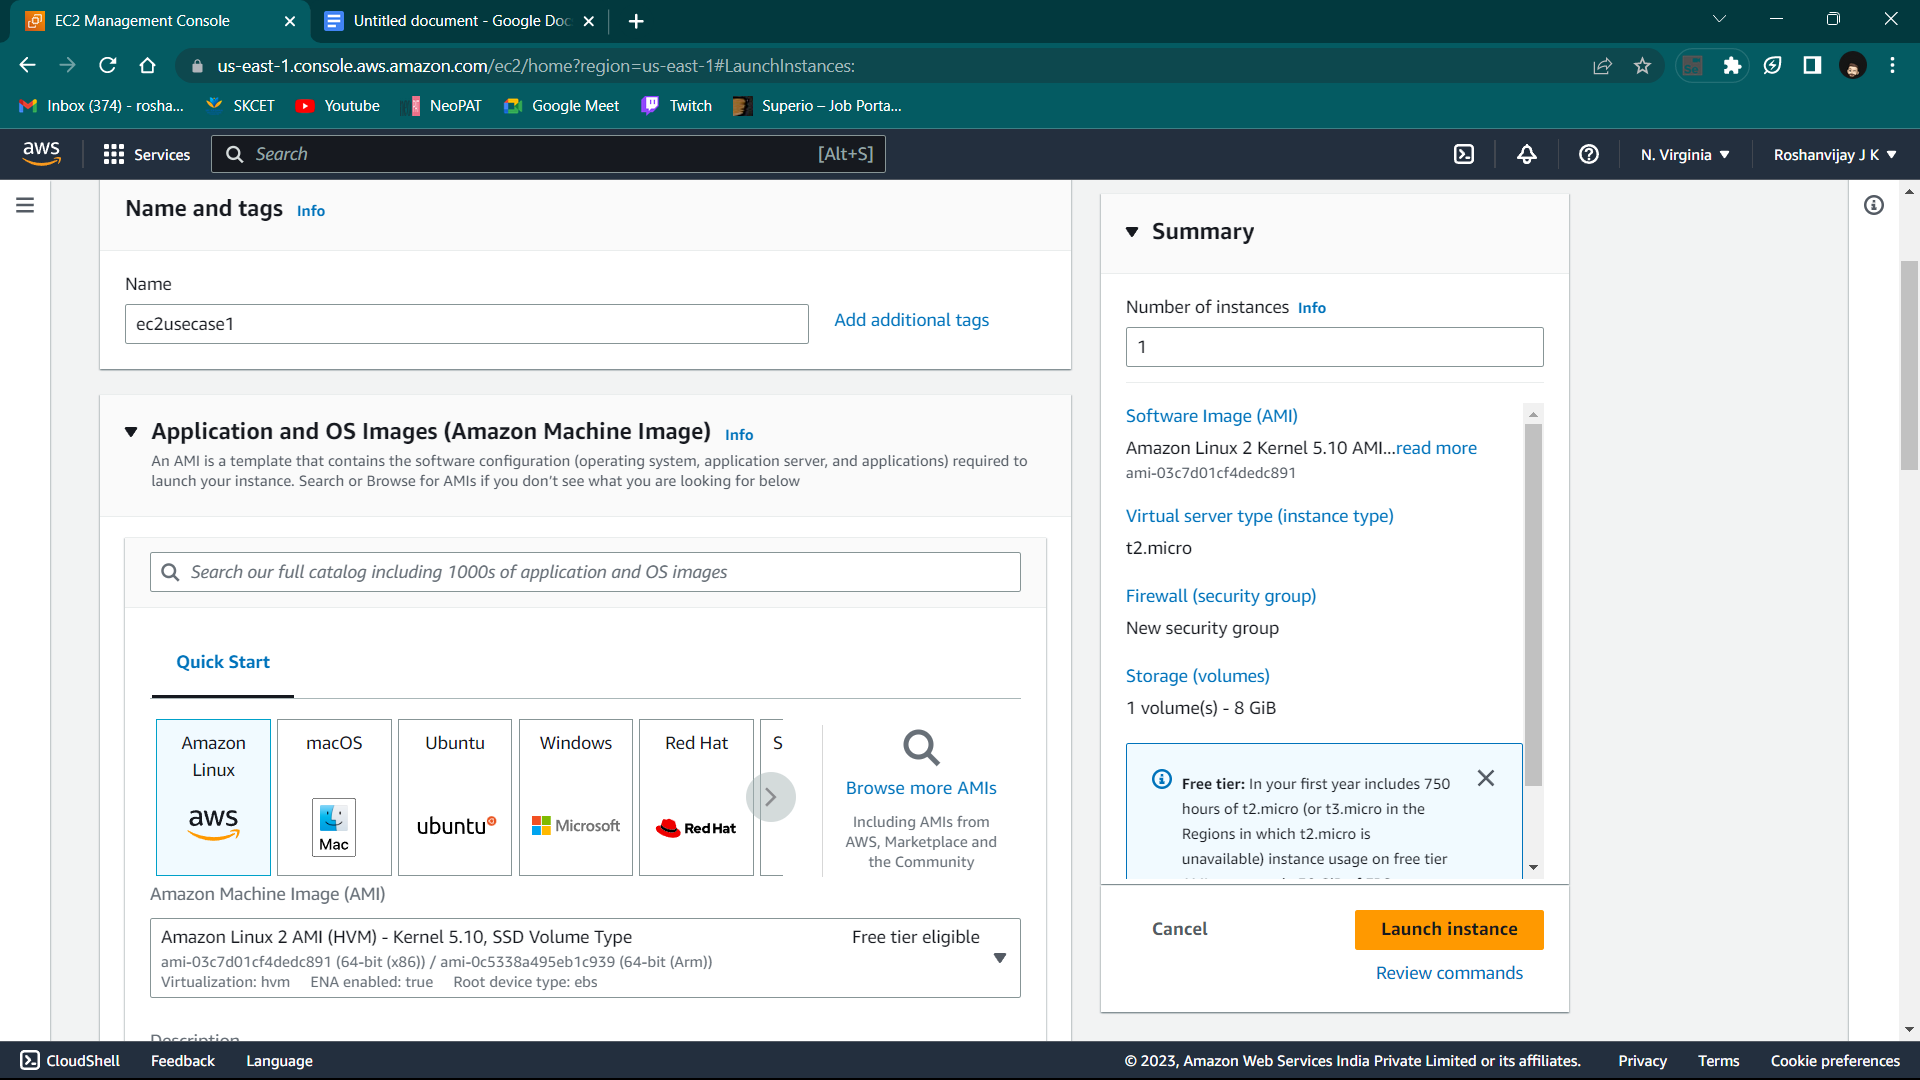 EC2 Management Console
Untitled document - Google Doc
us-east-1.console.aws.amazon.com/ec2/home?region=us-east-1#LaunchInstances:
Inbox (374) - rosha...
SKCET
Youtube
NeoPAT
Google Meet
Twitch
Superio – Job Porta...
aws
Services
Search
[Alt+S]
N. Virginia
Roshanvijay J K
Name and tags Info
Name
ec2usecase1
Add additional tags
Application and OS Images (Amazon Machine Image) Info
An AMI is a template that contains the software configuration (operating system, application server, and applications) required to
launch your instance. Search or Browse for AMIs if you don't see what you are looking for below
Search our full catalog including 1000s of application and OS images
Quick Start
Amazon
Linux
aws
macOS
Mac
Ubuntu
ubuntu
Windows
Microsoft
Red Hat
Red Hat
S
Browse more AMIs
Including AMIs from
AWS, Marketplace and
the Community
Amazon Machine Image (AMI)
Amazon Linux 2 AMI (HVM) - Kernel 5.10, SSD Volume Type
Free tier eligible
ami-03c7d01cf4dedc891 (64-bit (x86)) / ami-0c5338a495eb1c939 (64-bit (Arm))
Virtualization: hvm ENA enabled: true Root device type: ebs
Description
Summary
Number of instances Info
1
Software Image (AMI)
Amazon Linux 2 Kernel 5.10 AMI...read more
ami-03c7d01cf4dedc891
Virtual server type (instance type)
t2.micro
Firewall (security group)
New security group
Storage (volumes)
1 volume(s) - 8 GiB
Free tier: In your first year includes 750
hours of t2.micro (or t3.micro in the
Regions in which t2.micro is
unavailable) instance usage on free tier
Cancel
Launch instance
Review commands
CloudShell
Feedback
Language
© 2023, Amazon Web Services India Private Limited or its affiliates.
Privacy
Terms
Cookie preferences